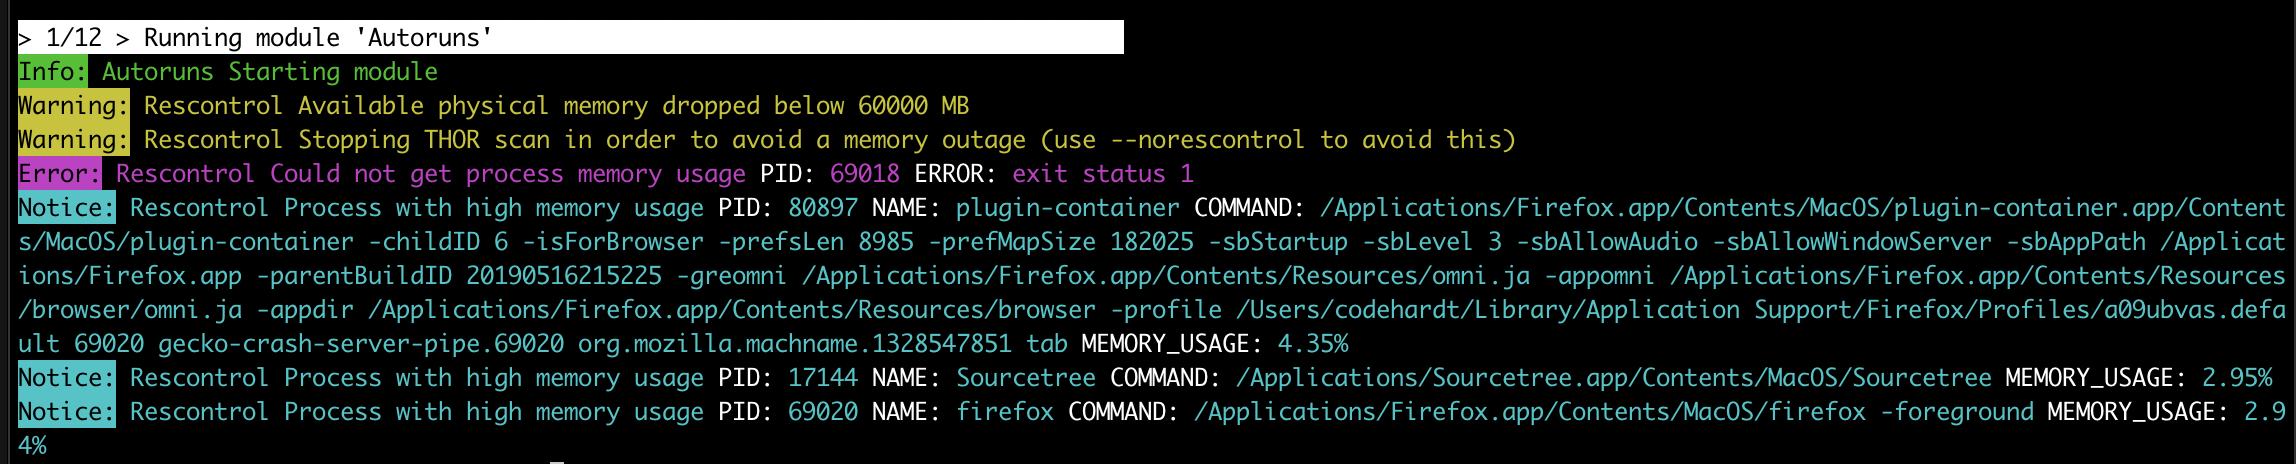 > 1/12 > Running module 'Autoruns'
Info: Autoruns Starting module
Warning: Rescontrol Available physical memory dropped below 60000 MB
Warning: Rescontrol Stopping THOR scan in order to avoid a memory outage (use --norescontrol to avoid this)
Error: Rescontrol Could not get process memory usage PID: 69018 ERROR: exit status 1
Notice: Rescontrol Process with high memory usage PID: 80897 NAME: plugin-container COMMAND: /Applications/Firefox.app/Contents/MacOS/plugin-container.app/Content
s/MacOS/plugin-container -childID 6 -isForBrowser -prefsLen 8985 -prefMapSize 182025 -sbStartup -sbLevel 3 -sbAllowAudio -sbAllowWindowServer -sbAppPath /Applicat
ions/Firefox.app -parentBuildID 20190516215225 -greomni /Applications/Firefox.app/Contents/Resources/omni.ja -appomni /Applications/Firefox.app/Contents/Resources
/browser/omni.ja -appdir /Applications/Firefox.app/Contents/Resources/browser -profile /Users/codehardt/Library/Application Support/Firefox/Profiles/a09ubvas.defa
ult 69020 gecko-crash-server-pipe.69020 org.mozilla.machname.1328547851 tab MEMORY_USAGE: 4.35%
Notice: Rescontrol Process with high memory usage PID: 17144 NAME: Sourcetree COMMAND: /Applications/Sourcetree.app/Contents/MacOS/Sourcetree MEMORY_USAGE: 2.95%
Notice: Rescontrol Process with high memory usage PID: 69020 NAME: firefox COMMAND: /Applications/Firefox.app/Contents/MacOS/firefox -foreground MEMORY_USAGE: 2.9
4%